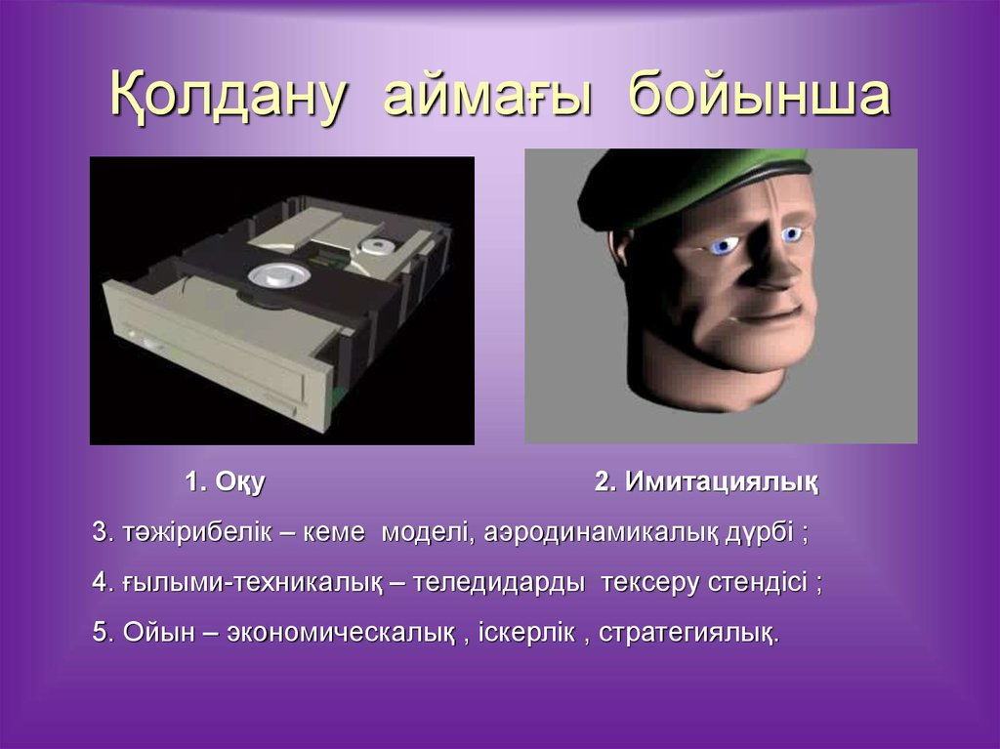 Қолдану аймағы бойынша
1. Оқу
2. Имитациялық
3. тәжірибелік – кеме моделі, аэродинамикалық дүрбі ;
4. ғылыми-техникалық – теледидарды тексеру стендісі ;
5. Ойын – экономическалық , іскерлік , стратегиялық.